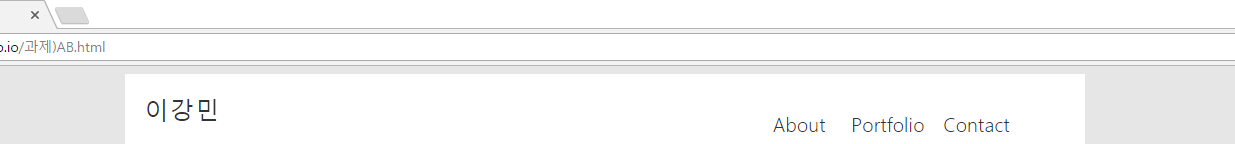 o.io/과제)AB.html
이강민
About Portfolio Contact